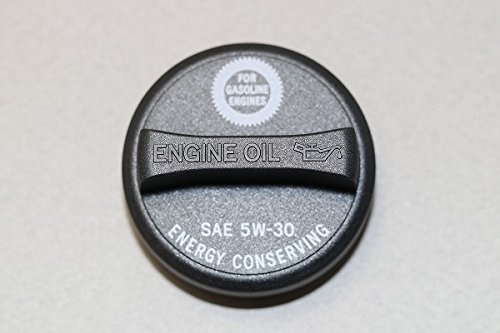 FOR
GASOLINE
ENGINES
ENGINE OIL
SAE 5W-30
ENERGY CONSERVING